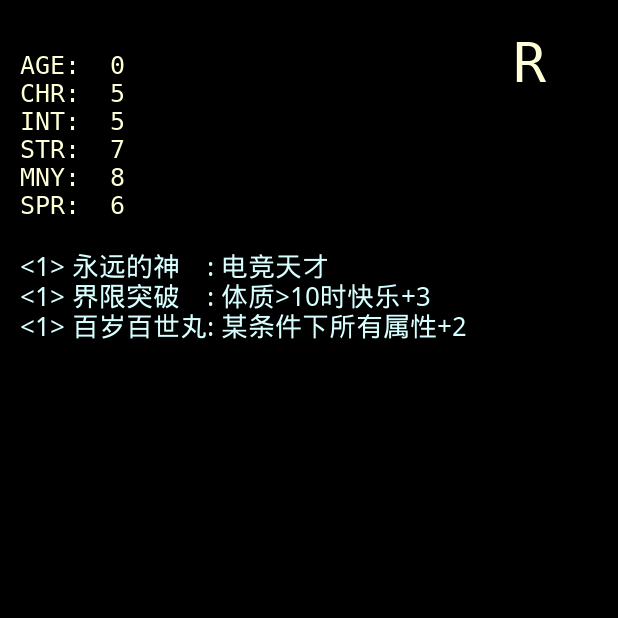 R
AGE: 0
CHR: 5
INT: 5
STR: 7
MNY: 8
SPR: 6
<1> 永远的神 : 电竞天才
<1> 界限突破 : 体质>10时快乐+3
<1> 百岁百世丸: 某条件下所有属性+2